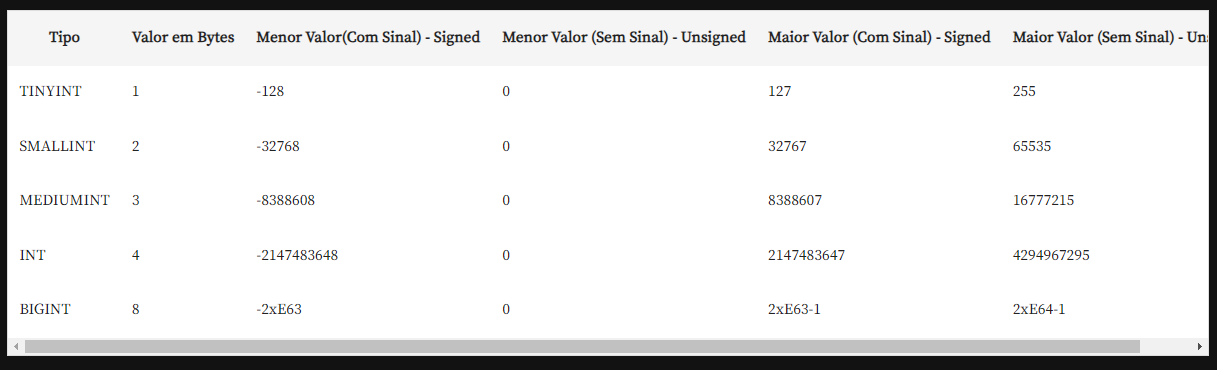 Tipo Valor em Bytes Menor Valor(Com Sinal) - Signed Menor Valor (Sem Sinal) - Unsigned Maior Valor (Com Sinal) - Signed Maior Valor (Sem Sinal) - Uns
TINYINT 1 -128 0 127 255
SMALLINT 2 -32768 0 32767 65535
MEDIUMINT 3 -8388608 0 8388607 16777215
INT 4 -2147483648 0 2147483647 4294967295
BIGINT 8 -2xE63 0 2xE63-1 2xE64-1